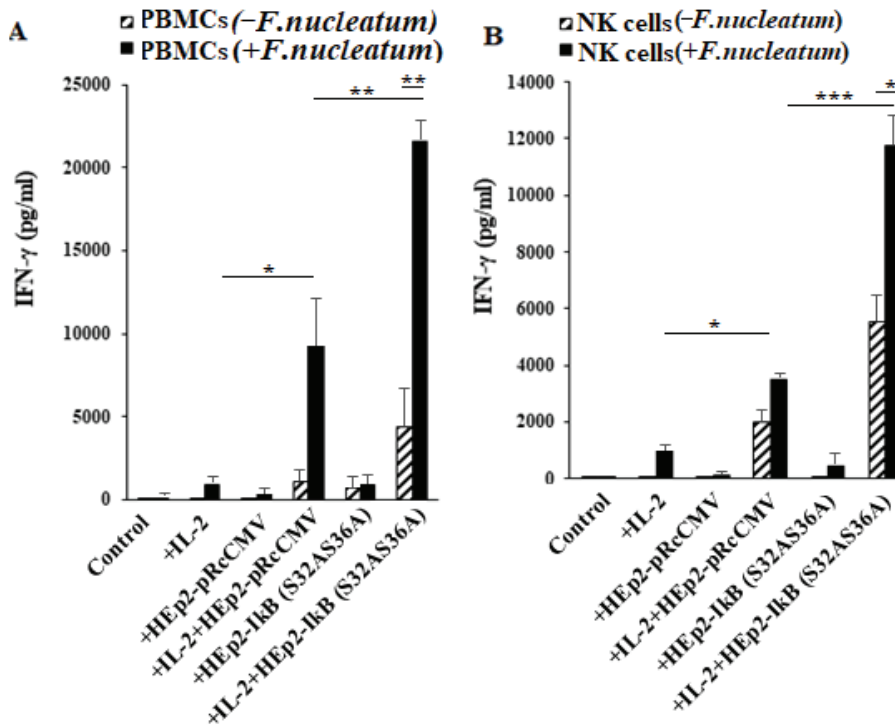 A
PBMCs (−F.nucleatum)
PBMCs (+F.nucleatum)
IFN-γ (pg/ml)
25000
20000
15000
10000
5000
0
*
**
**
Control
+IL-2
+HEp2-pRcCMV
+IL-2+HEp2-pRcCMV
+HEp2-IkB (S32AS36A)
+IL-2+HEp2-IkB (S32AS36A)
B
NK cells (−F.nucleatum)
NK cells (+F.nucleatum)
IFN-γ (pg/ml)
14000
12000
10000
8000
6000
4000
2000
0
*
***
*
Control
+IL-2
+HEp2-pRcCMV
+IL-2+HEp2-pRcCMV
+HEp2-IkB (S32AS36A)
+IL-2+HEp2-IkB (S32AS36A)